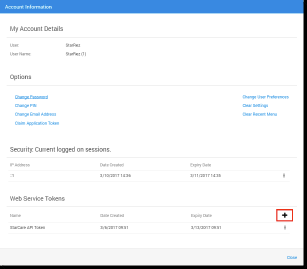 Account Information
My Account Details
User StarRez
User Name StarRez (1)
Options
Change Password Change User Preferences
Change PIN Clear Settings
Change Email Address Clear Recent Menu
Claim Application Token
Security: Current logged on sessions.
IP Address Date Created Expiry Date
::1 3/10/2017 14:36 3/11/2017 14:36
Web Service Tokens
Name Date Created Expiry Date +
StarCare API Token 3/6/2017 09:51 3/13/2017 09:51
Close